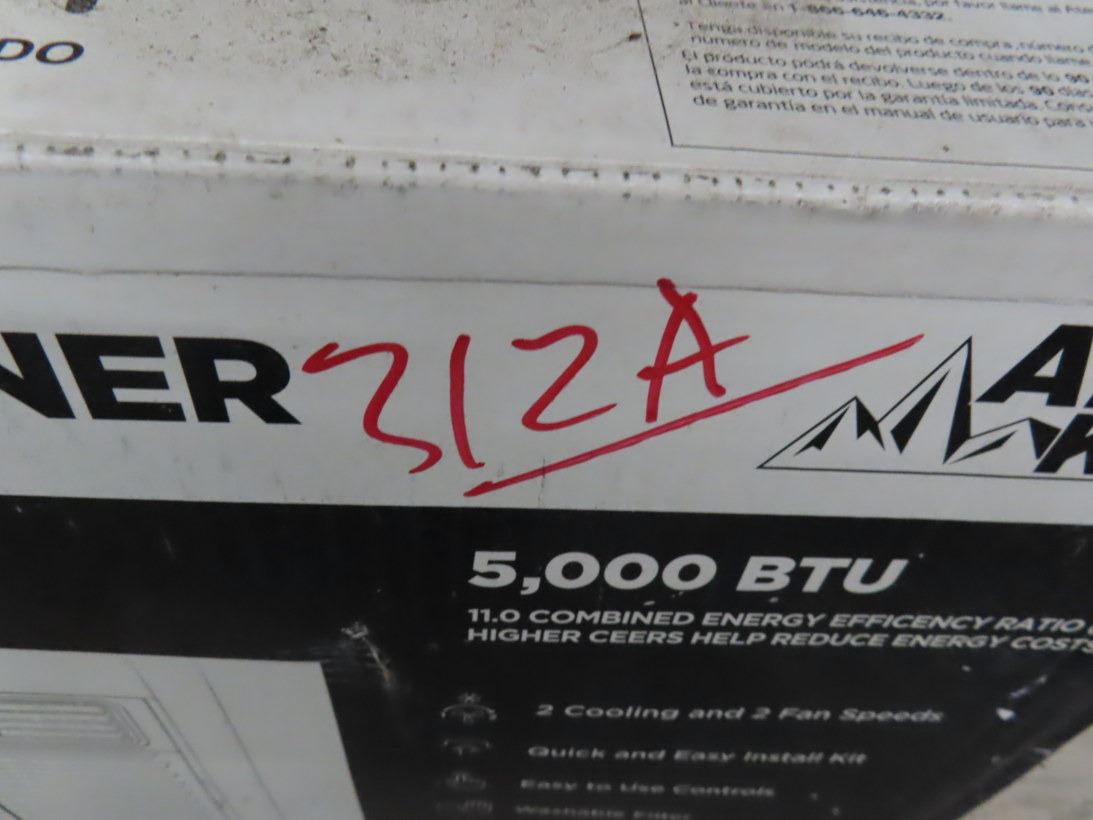 DO
al Cliente en 1-866-646-4332.
* Tenga disponible su recibo de compra, número d
número de modelo del producto cuando llame
El producto podrá devolverse dentro de lo 90
la compra con el recibo. Luego de los 90 días
está cubierto por la garantía limitada. Cons
de garantía en el manual de usuario para
NER 312A A
5,000 BTU
11.0 COMBINED ENERGY EFFICENCY RATIO
HIGHER CEERS HELP REDUCE ENERGY COSTS
2 Cooling and 2 Fan Speeds
Quick and Easy Install Kit
Easy to Use Controls
Washable Filter